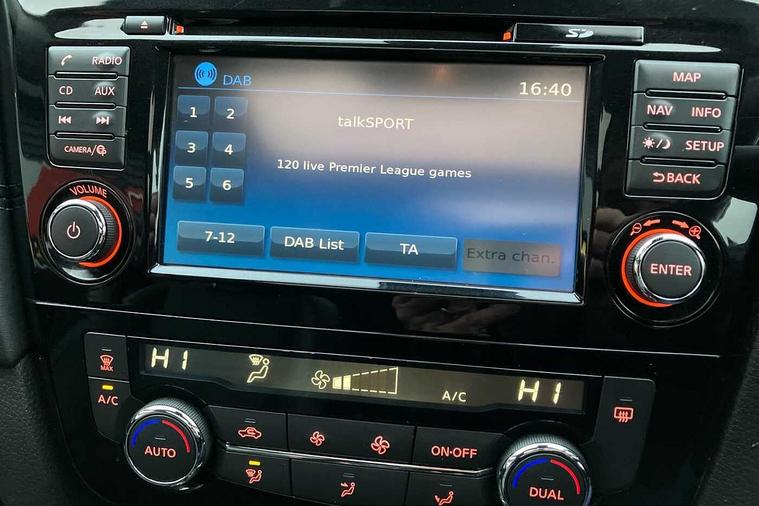 SD
RADIO
CD AUX
CAMERA/
VOLUME
DAB
16:40
1 2
3 4
5 6
talkSPORT
120 live Premier League games
7-12
DAB List
TA
Extra chan.
MAP
NAV INFO
SETUP
BACK
ENTER
MAX
A/C
HI
A/C
HI
AUTO
ON·OFF
DUAL